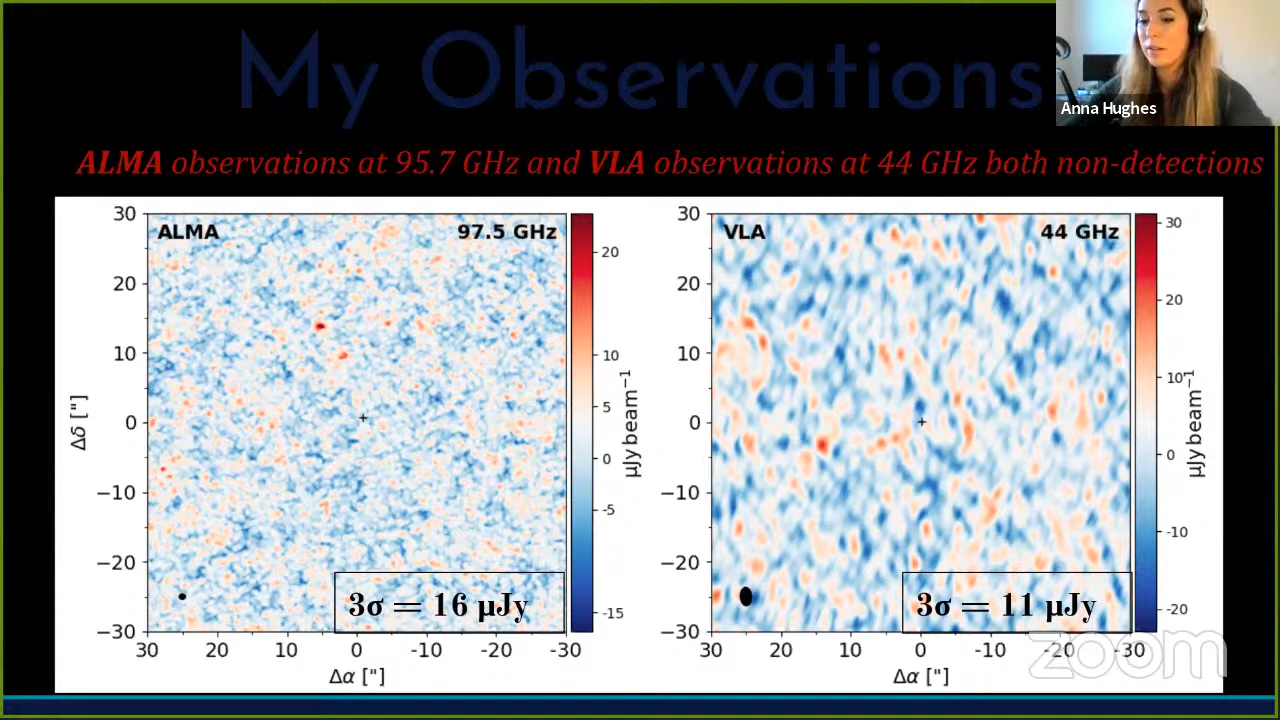 My Observations
Anna Hughes
ALMA observations at 95.7 GHz and VLA observations at 44 GHz both non-detections
ALMA 97.5 GHz
30
20
10
0
−10
−20
−30
Δδ ["]
30 20 10 0 -10 -20 -30
Δα ["]
20
10
5
0
-5
-15
μJy beam⁻¹
3σ = 16 μJy
VLA 44 GHz
30
20
10
0
−10
−20
−30
30 20 10 0 -10 -20 -30
Δα ["]
30
20
10
0
-10
-20
μJy beam⁻¹
3σ = 11 μJy
zoom